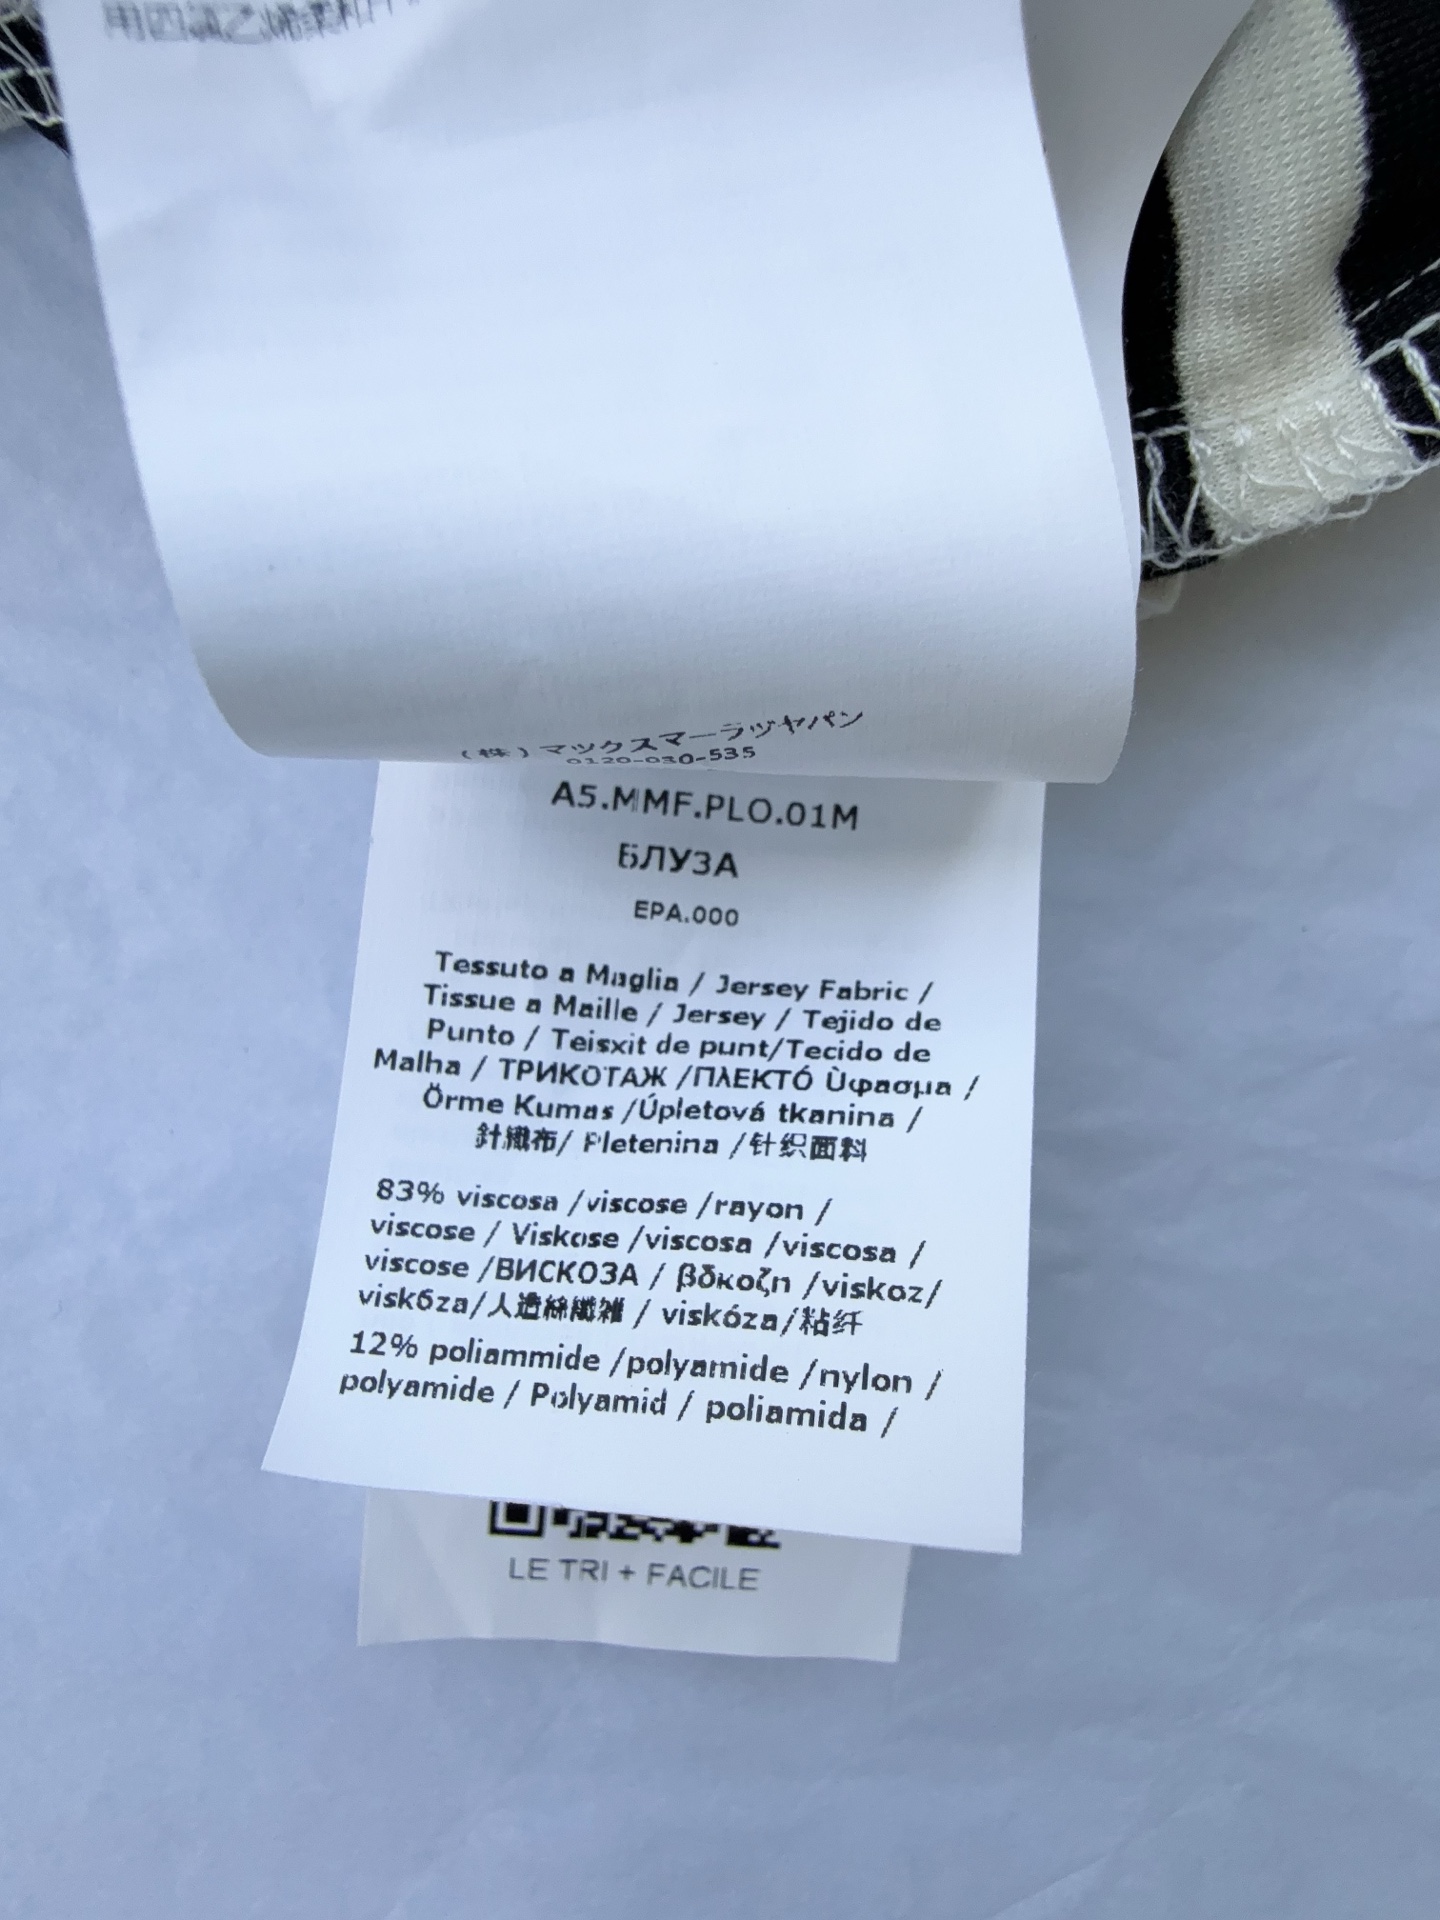 (株)マックスマーラジャパン
0120-030-535
A5.MMF.PLO.01M
БЛУЗА
EPA.000
Tessuto a Maglia / Jersey Fabric /
Tissue a Maille / Jersey / Tejido de
Punto / Teisxit de punt/Tecido de
Malha / ТРИКОТАЖ /ΠλΕΚΤÓ Ùφασμα /
Örme Kumas /Úpletová tkanina /
針織布/ Pletenina /针织面料
83% viscosa /viscose /rayon /
viscose / Viskose /viscosa /viscosa /
viscose /ВИСКОЗА / βδκοζη /viskoz/
viskóza/人造絲纖雑 / viskóza/粘纤
12% poliammide /polyamide /nylon /
polyamide / Polyamid / poliamida /
LE TRI + FACILE